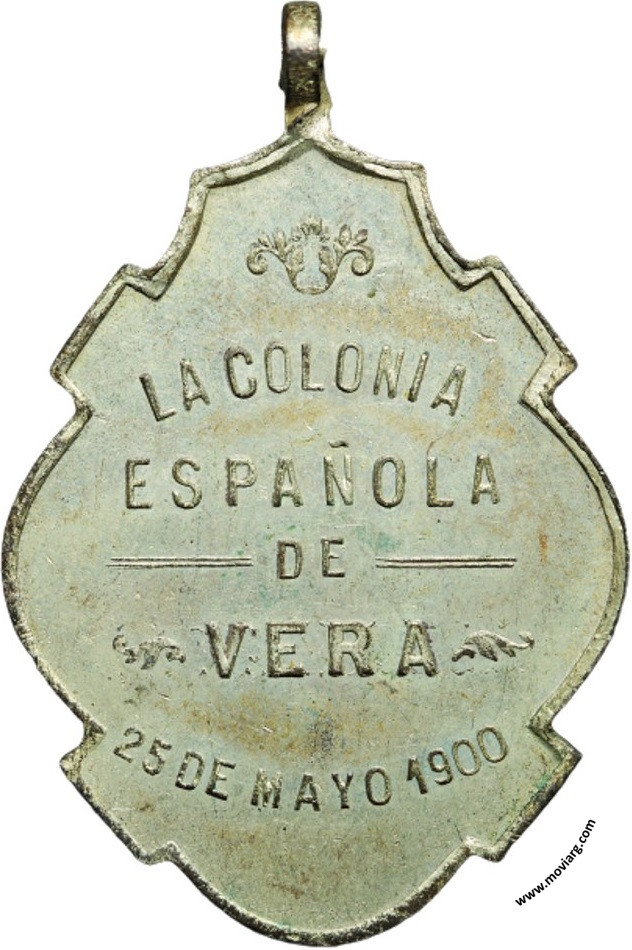 LA COLONIA
ESPAÑOLA
DE
VERA
25 DE MAYO 1900
www.moviarg.com